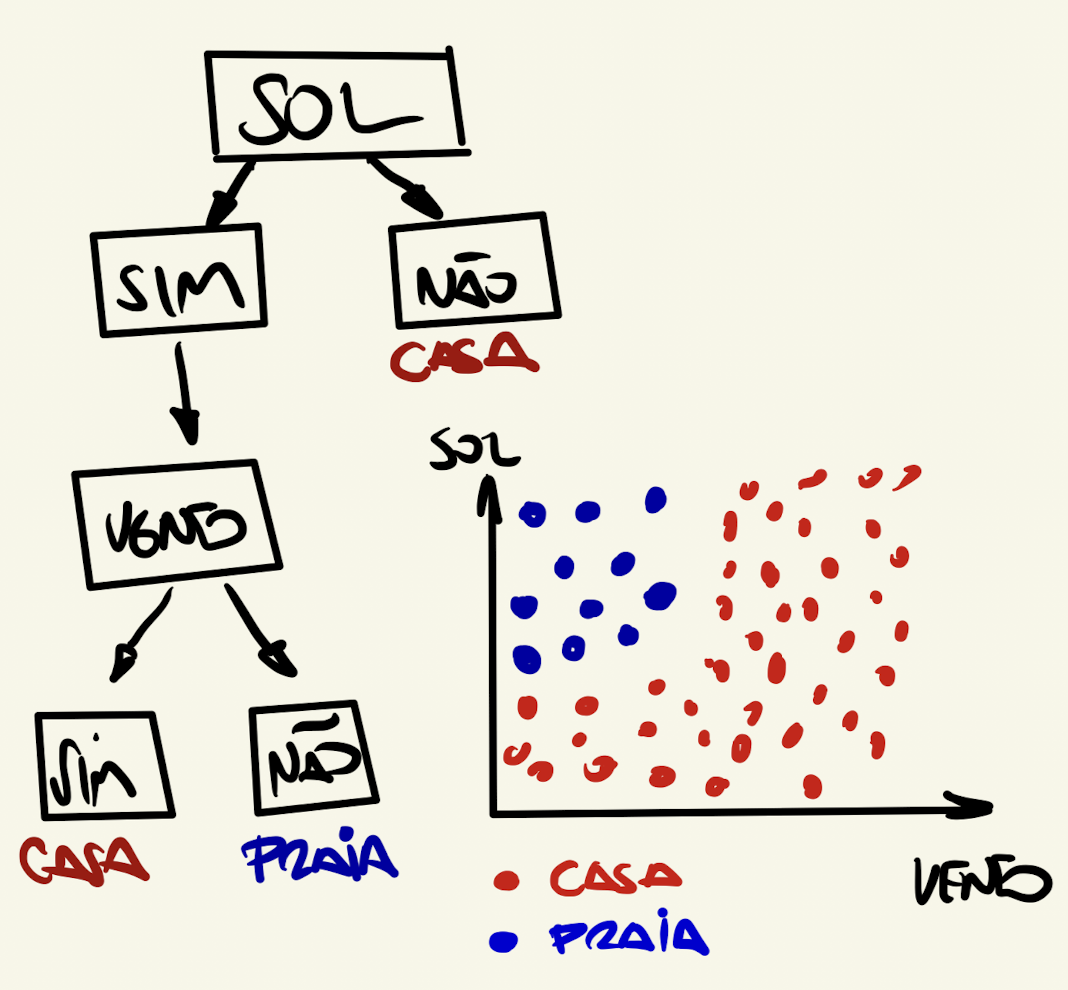 SOL
SIM
NÃO
CASA
VENTO
SIM
NÃO
CASA
PRAIA
SOL
VENTO
CASA
PRAIA